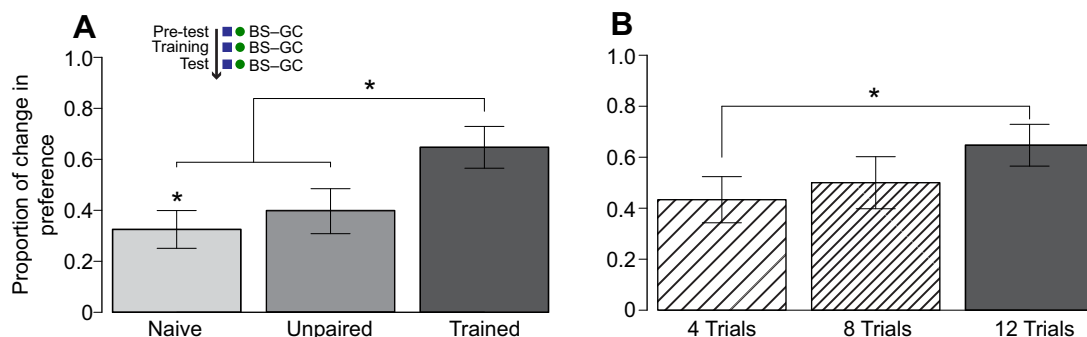 A
Pre-test BS–GC
Training BS–GC
Test BS–GC
Proportion of change in
preference
1.0
0.8
0.6
0.4
0.2
0
*
*
Naive Unpaired Trained
B
1.0
0.8
0.6
0.4
0.2
0
*
4 Trials 8 Trials 12 Trials